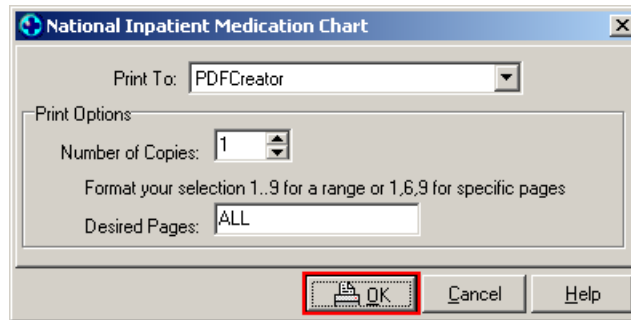 National Inpatient Medication Chart
Print To: PDFCreator
Print Options
Number of Copies: 1
Format your selection 1..9 for a range or 1,6,9 for specific pages
Desired Pages: ALL
OK Cancel Help